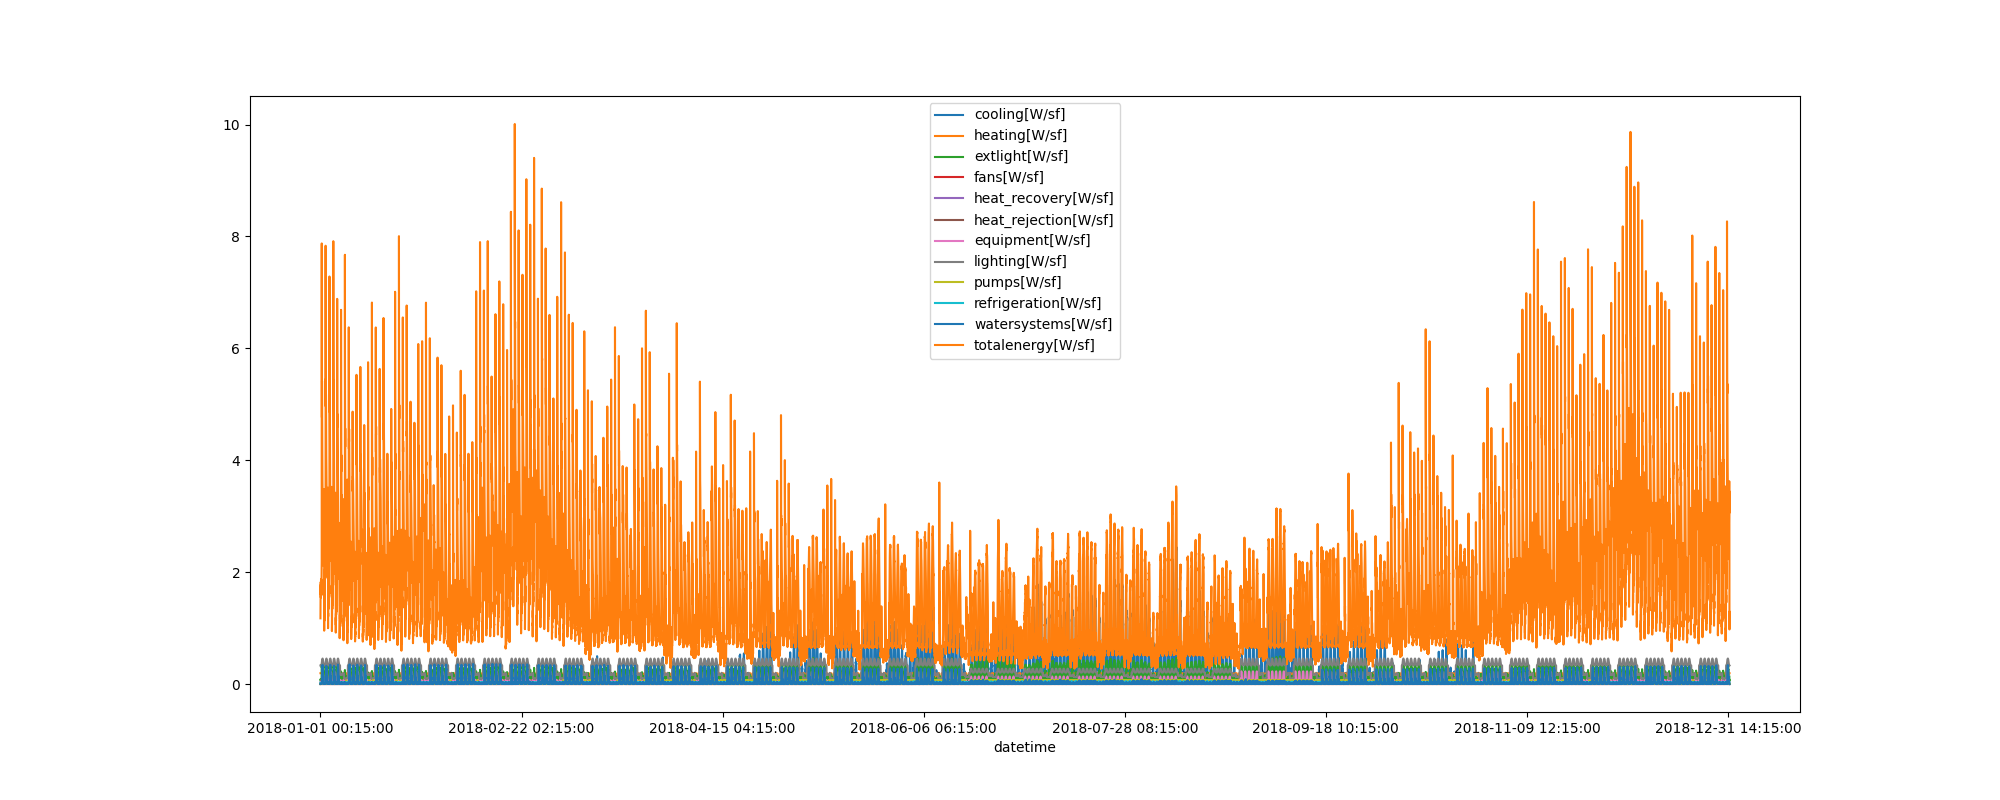 10
8
6
4
2
0
cooling[W/sf]
heating[W/sf]
extlight[W/sf]
fans[W/sf]
heat_recovery[W/sf]
heat_rejection[W/sf]
equipment[W/sf]
lighting[W/sf]
pumps[W/sf]
refrigeration[W/sf]
watersystems[W/sf]
totalenergy[W/sf]
2018-01-01 00:15:00 2018-02-22 02:15:00 2018-04-15 04:15:00 2018-06-06 06:15:00 2018-07-28 08:15:00 2018-09-18 10:15:00 2018-11-09 12:15:00 2018-12-31 14:15:00
datetime